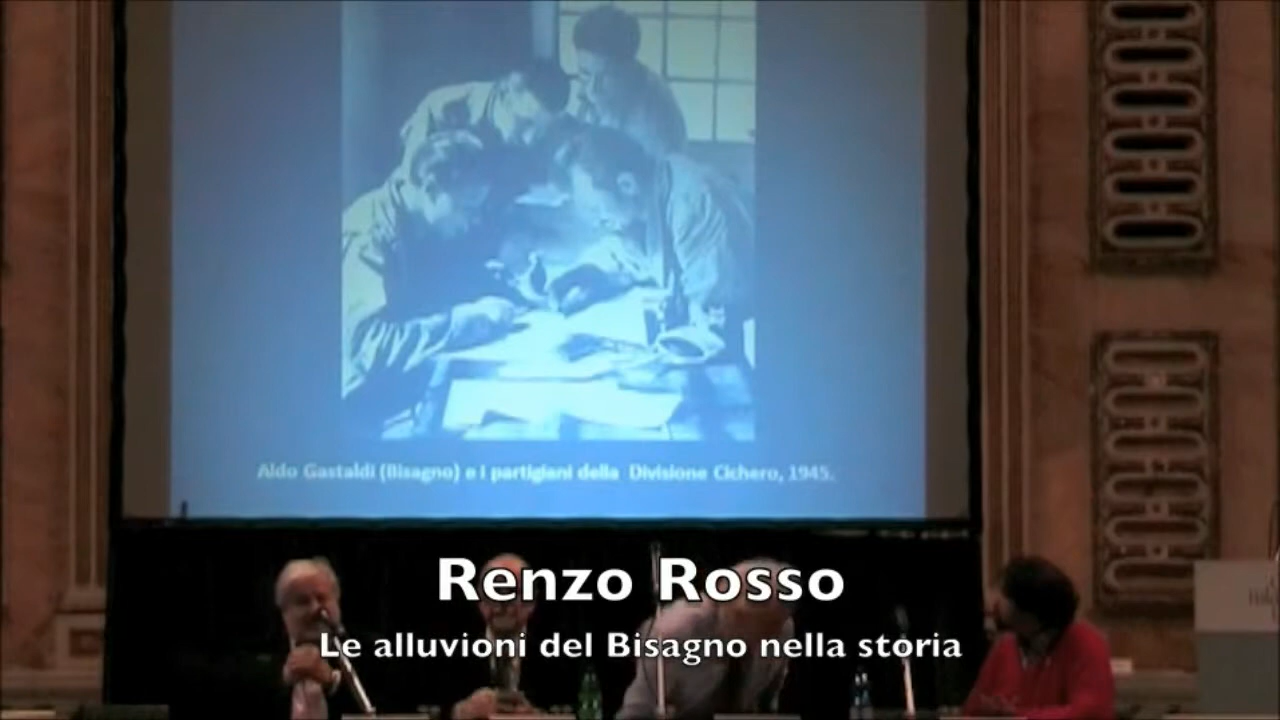 Aldo Gastaldi (Bisagno) e i partigiani della Divisione Cichero, 1945.
Renzo Rosso
Le alluvioni del Bisagno nella storia